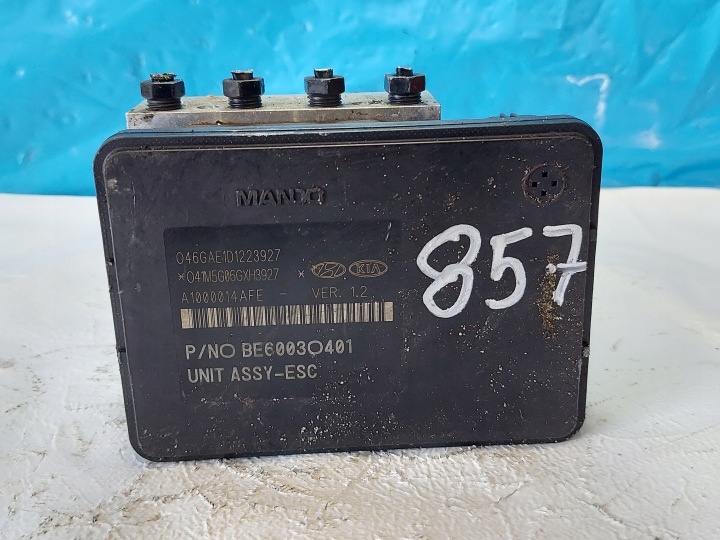 MANDO
046GAE1D1223927
*O41M5G06GXH3927 * KIA
A1000014AFE - VER. 1.2
P/NO BE6003O401
UNIT ASSY-ESC
857